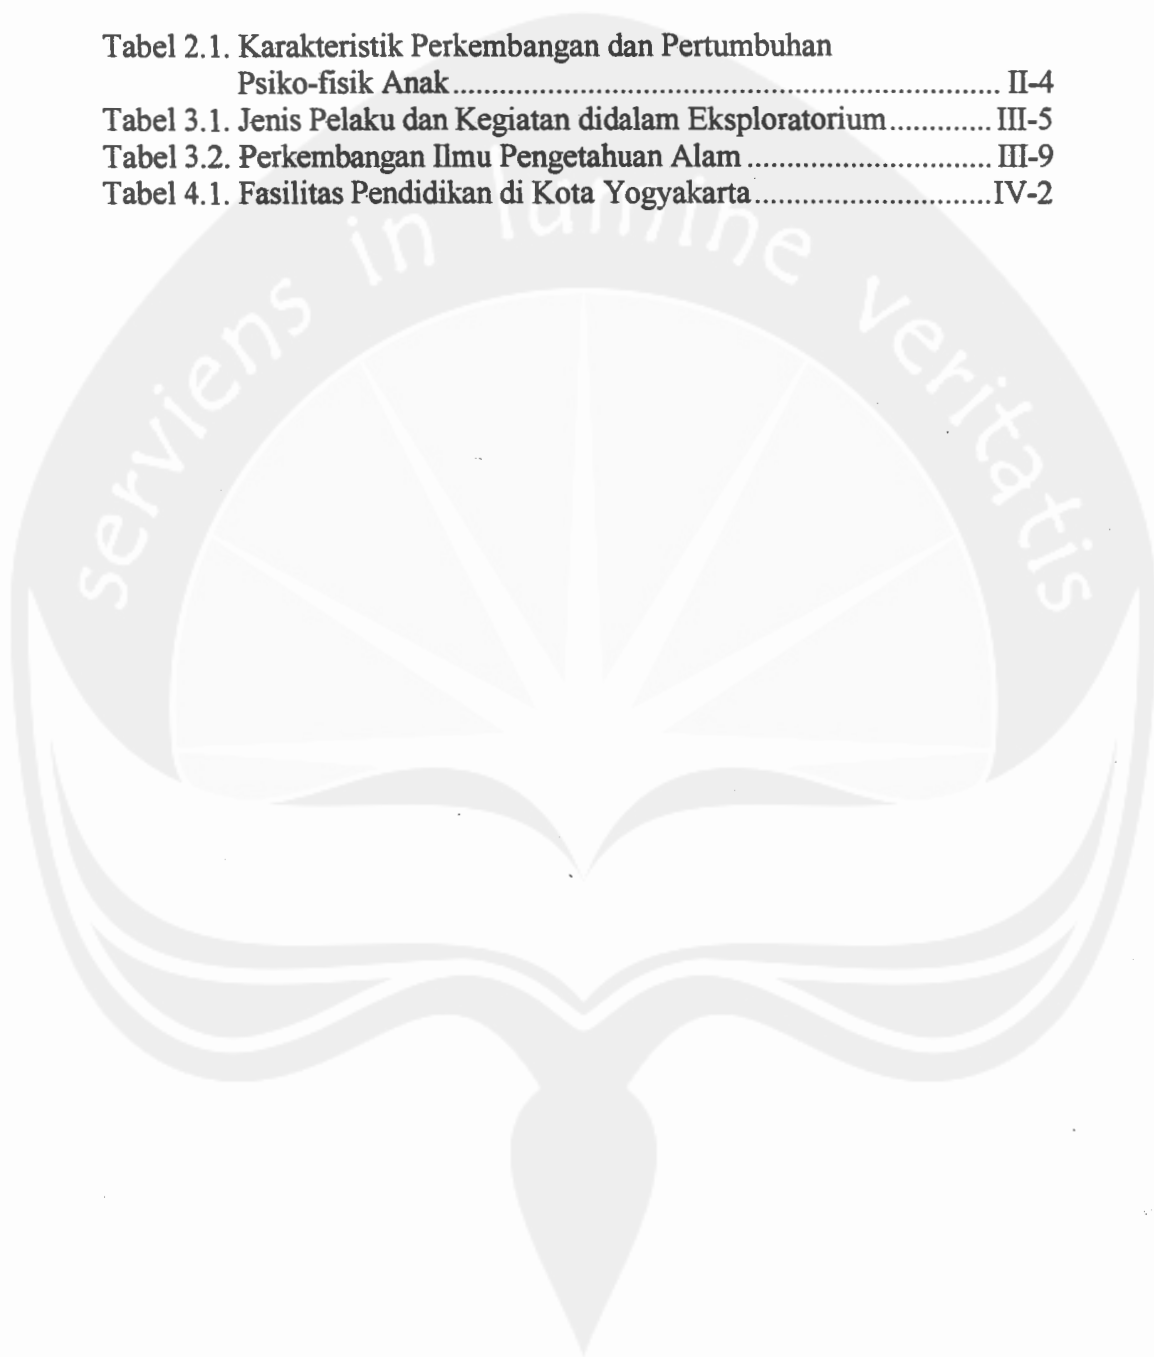 Tabel 2.1. Karakteristik Perkembangan dan Pertumbuhan
Psiko-fisik Anak...................................................................... II-4
Tabel 3.1. Jenis Pelaku dan Kegiatan didalam Eksploratorium............. III-5
Tabel 3.2. Perkembangan Ilmu Pengetahuan Alam ............................... III-9
Tabel 4.1. Fasilitas Pendidikan di Kota Yogyakarta..............................IV-2
serviens in lumine veritatis